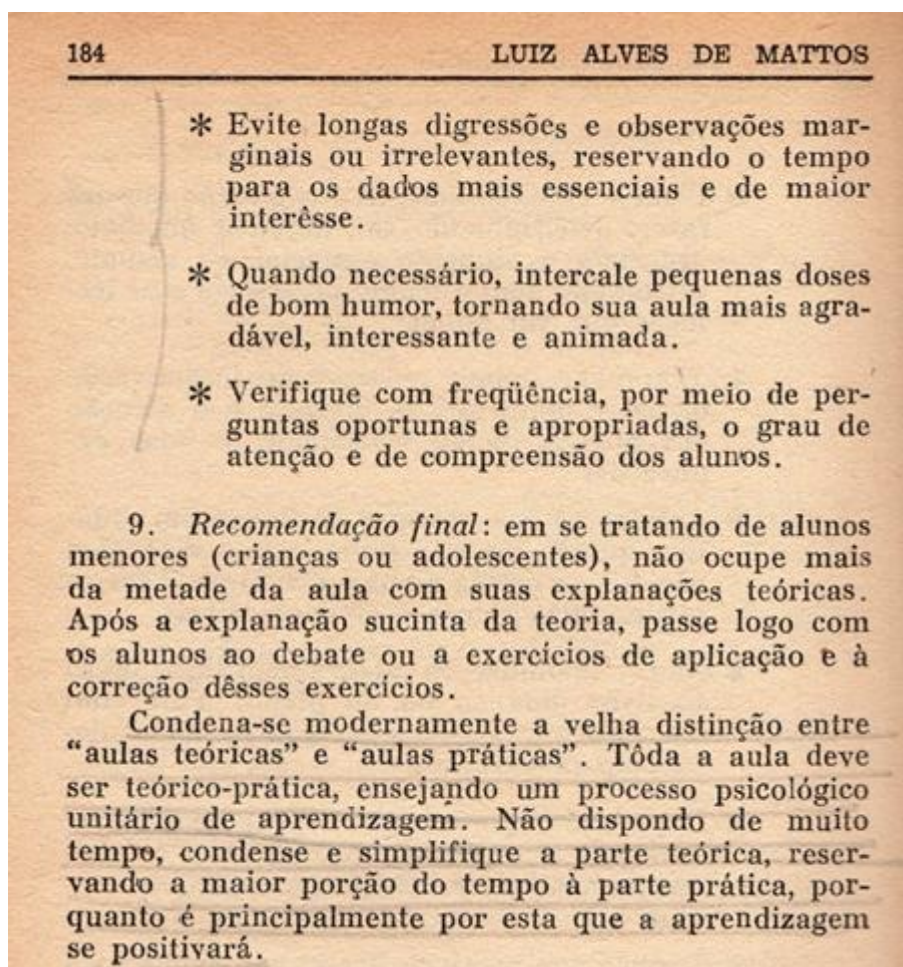 184 LUIZ ALVES DE MATTOS
* Evite longas digressões e observações mar-
ginais ou irrelevantes, reservando o tempo
para os dados mais essenciais e de maior
interêsse.
* Quando necessário, intercale pequenas doses
de bom humor, tornando sua aula mais agra-
dável, interessante e animada.
* Verifique com freqüência, por meio de per-
guntas oportunas e apropriadas, o grau de
atenção e de compreensão dos alunos.
9. Recomendação final: em se tratando de alunos
menores (crianças ou adolescentes), não ocupe mais
da metade da aula com suas explanações teóricas.
Após a explanação sucinta da teoria, passe logo com
os alunos ao debate ou a exercícios de aplicação e à
correção dêsses exercícios.
Condena-se modernamente a velha distinção entre
“aulas teóricas” e “aulas práticas”. Tôda a aula deve
ser teórico-prática, ensejando um processo psicológico
unitário de aprendizagem. Não dispondo de muito
tempo, condense e simplifique a parte teórica, reser-
vando a maior porção do tempo à parte prática, por-
quanto é principalmente por esta que a aprendizagem
se positivará.